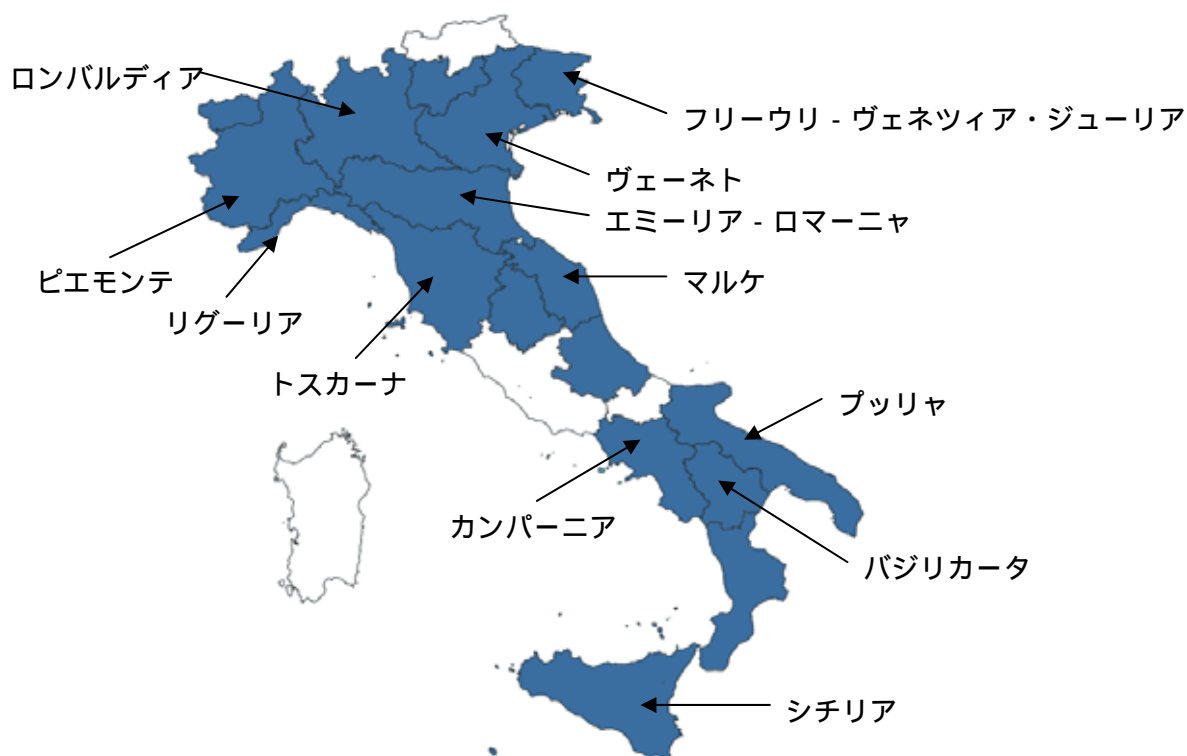 ロンバルディア
フリーウリ - ヴェネツィア・ジューリア
ヴェーネト
エミーリア - ロマーニャ
ピエモンテ
マルケ
リグーリア
トスカーナ
プッリャ
カンパーニア
バジリカータ
シチリア